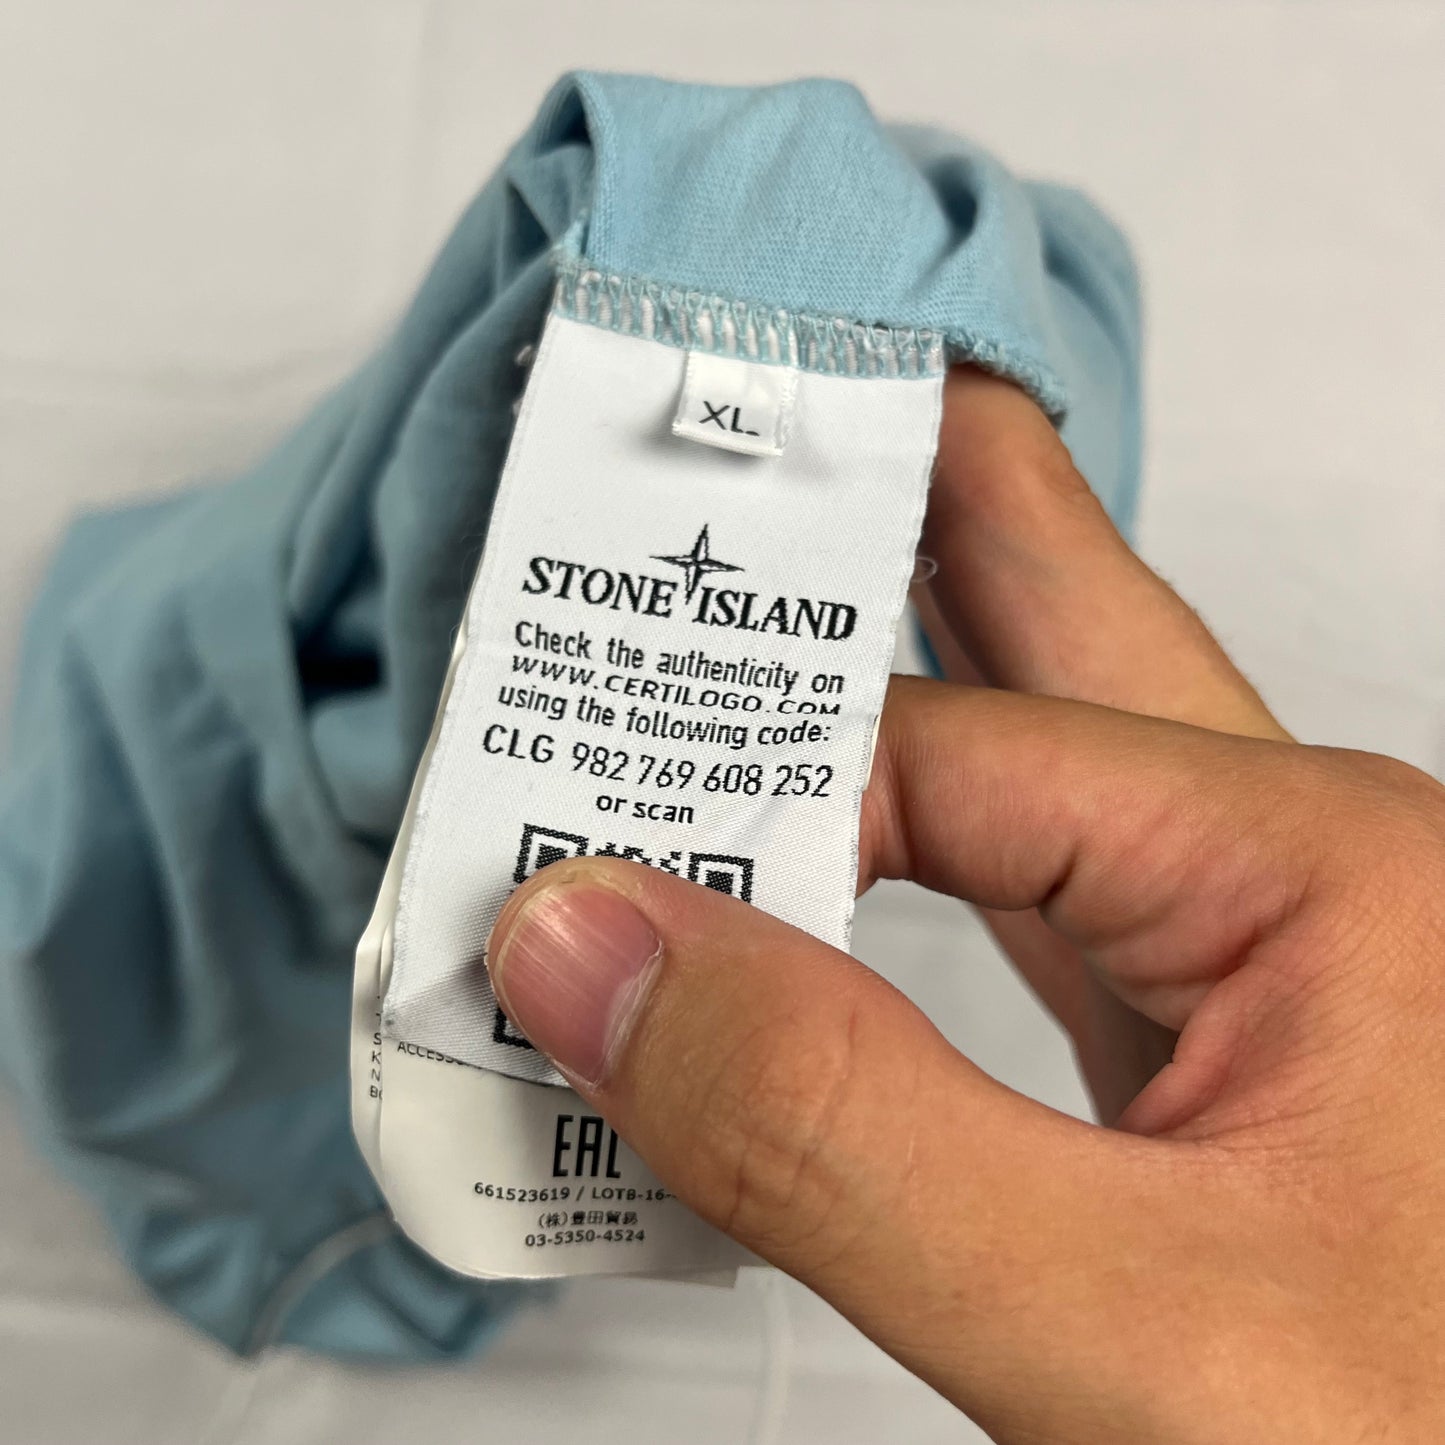 XL.
STONE ISLAND
Check the authenticity on
WWW.CERTILOGO.COM
using the following code:
CLG 982 769 608 252
or scan
S
K
N
ACCESSO
EAC
661523619 / LOTB-16-
(株)豊田貿易
03-5350-4524